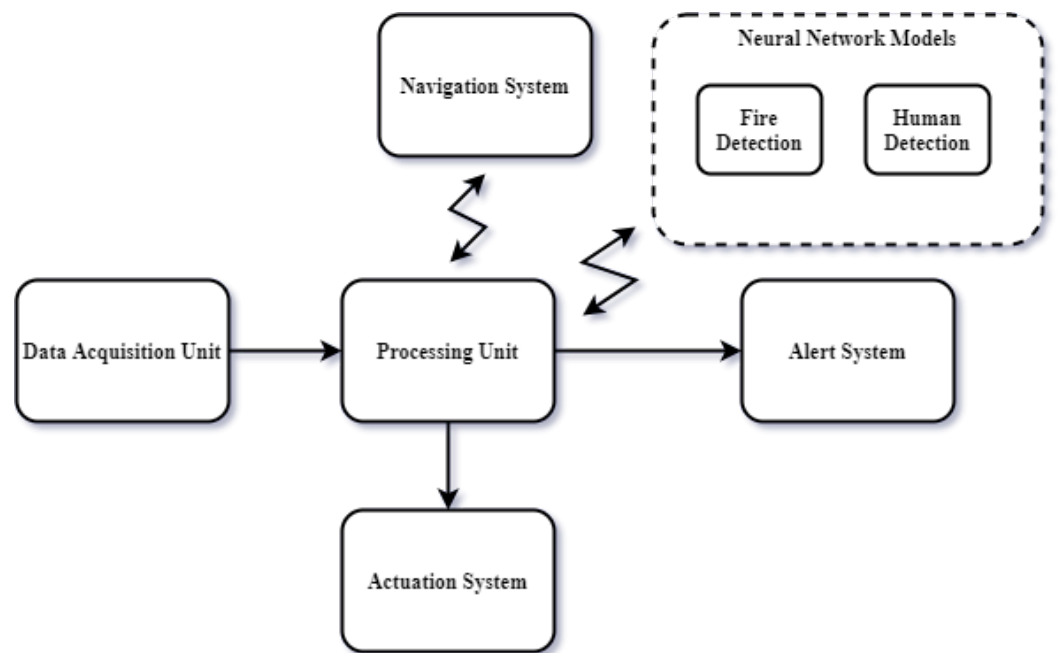 Neural Network Models
Navigation System
Fire
Detection
Human
Detection
Data Acquisition Unit
Processing Unit
Alert System
Actuation System